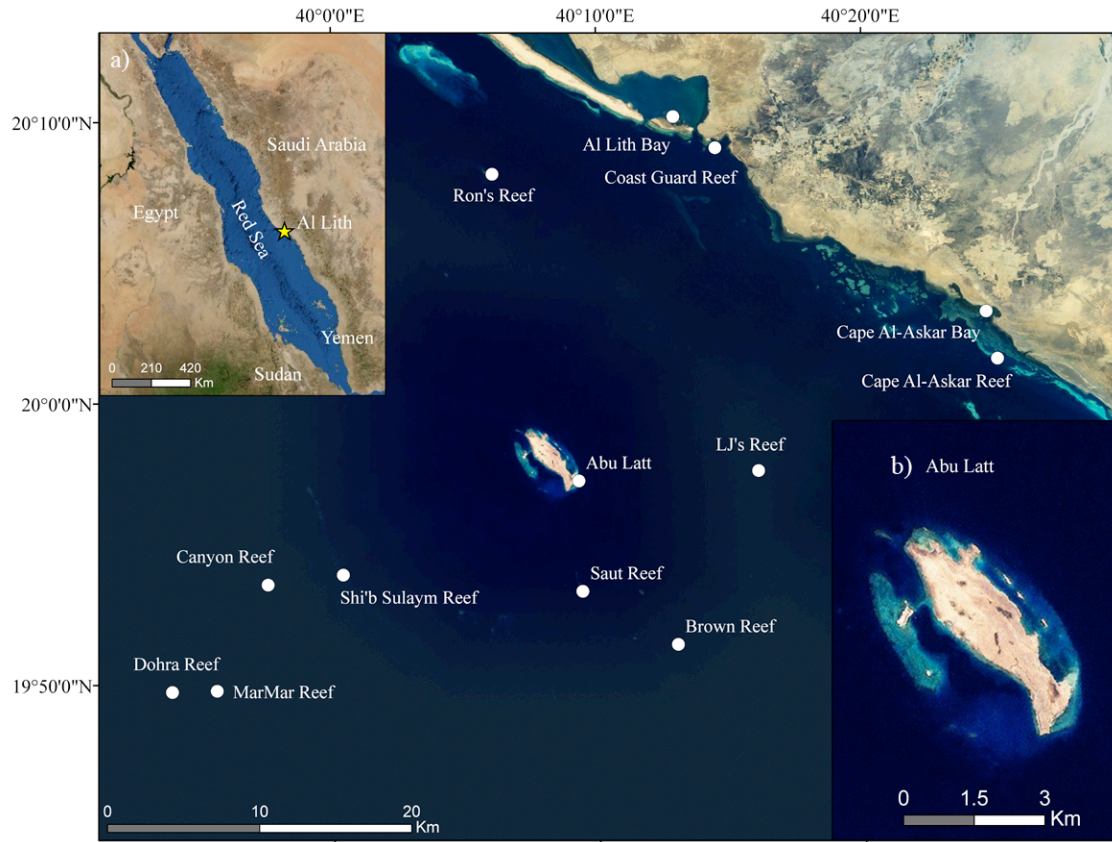 40°0'0"E
40°10'0"E
40°20'0"E
a)
20°10'0"N
Al Lith Bay
Saudi Arabia
Coast Guard Reef
Ron's Reef
Egypt
Red Sea
Al Lith
Yemen
Cape Al-Askar Bay
0 210 420
Km
Sudan
Cape Al-Askar Reef
20°0'0"N
LJ's Reef
Abu Latt
b) Abu Latt
Canyon Reef
Saut Reef
Shi'b Sulaym Reef
Brown Reef
Dohra Reef
19°50'0"N
MarMar Reef
0 10 20
Km
0 1.5 3
Km